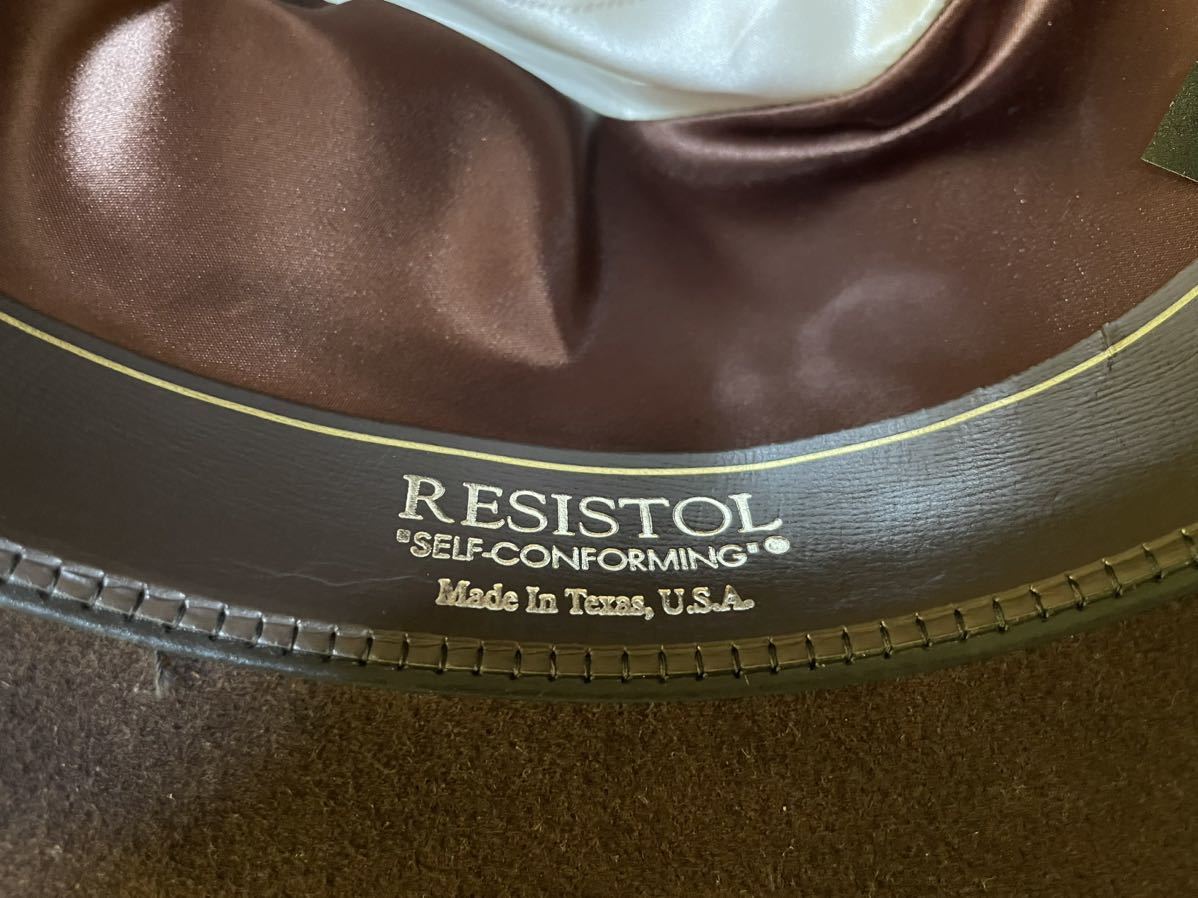 RESISTOL
"SELF-CONFORMING"®
Made In Texas, U.S.A.